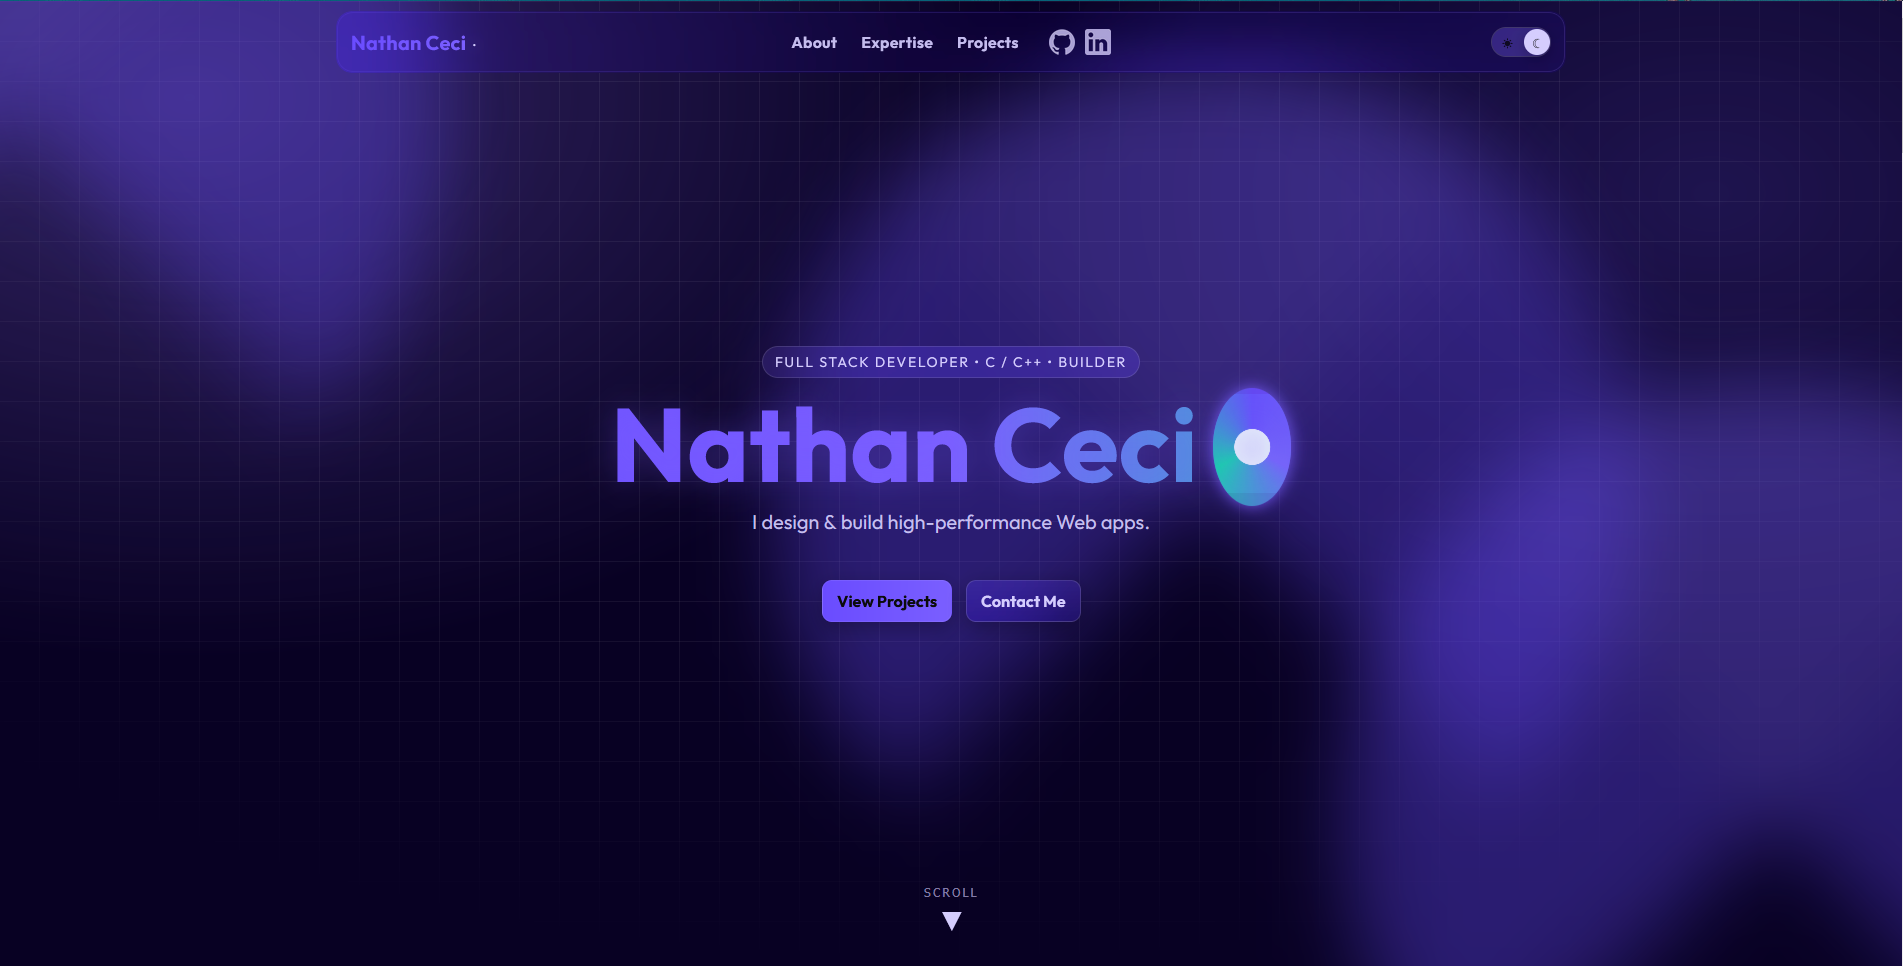 Nathan Ceci ·
About Expertise Projects
FULL STACK DEVELOPER • C / C++ • BUILDER
Nathan Ceci
I design & build high-performance Web apps.
View Projects Contact Me
SCROLL